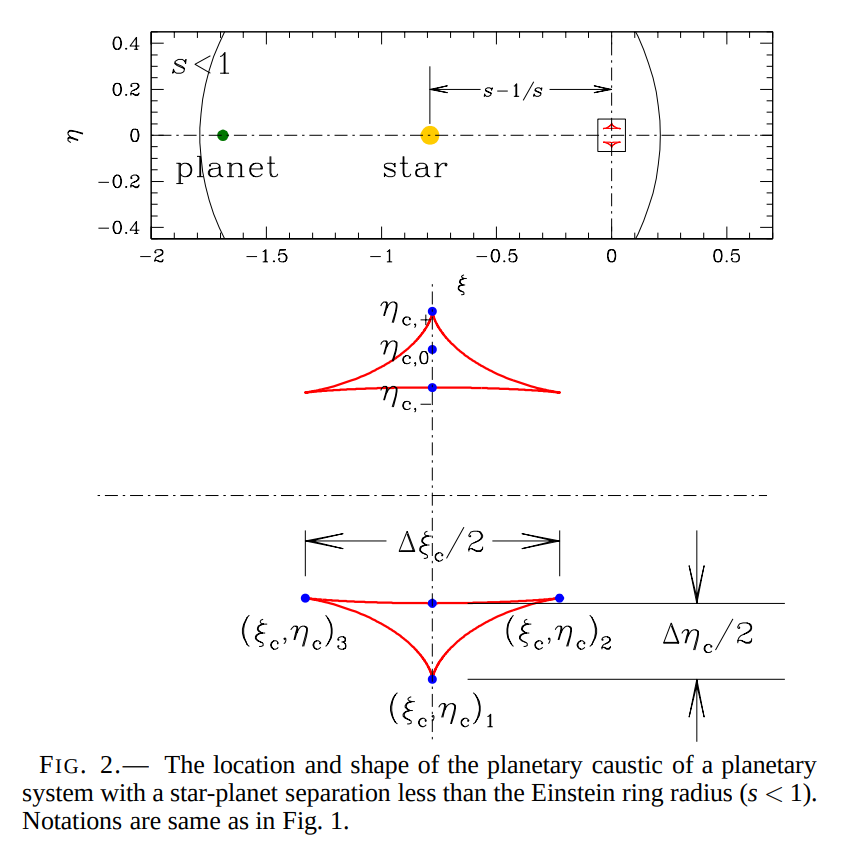 0.4
s<1
0.2
s−1/s
η
0
planet
star
−0.2
−0.4
−2
−1.5
−1
−0.5
0
0.5
ξ
η_c,+
η_c,0
η_c,−
Δξ_c/2
(ξ_c,η_c)_3
(ξ_c,η_c)_2
Δη_c/2
(ξ_c,η_c)_1
FIG. 2.— The location and shape of the planetary caustic of a planetary
system with a star-planet separation less than the Einstein ring radius (s < 1).
Notations are same as in Fig. 1.